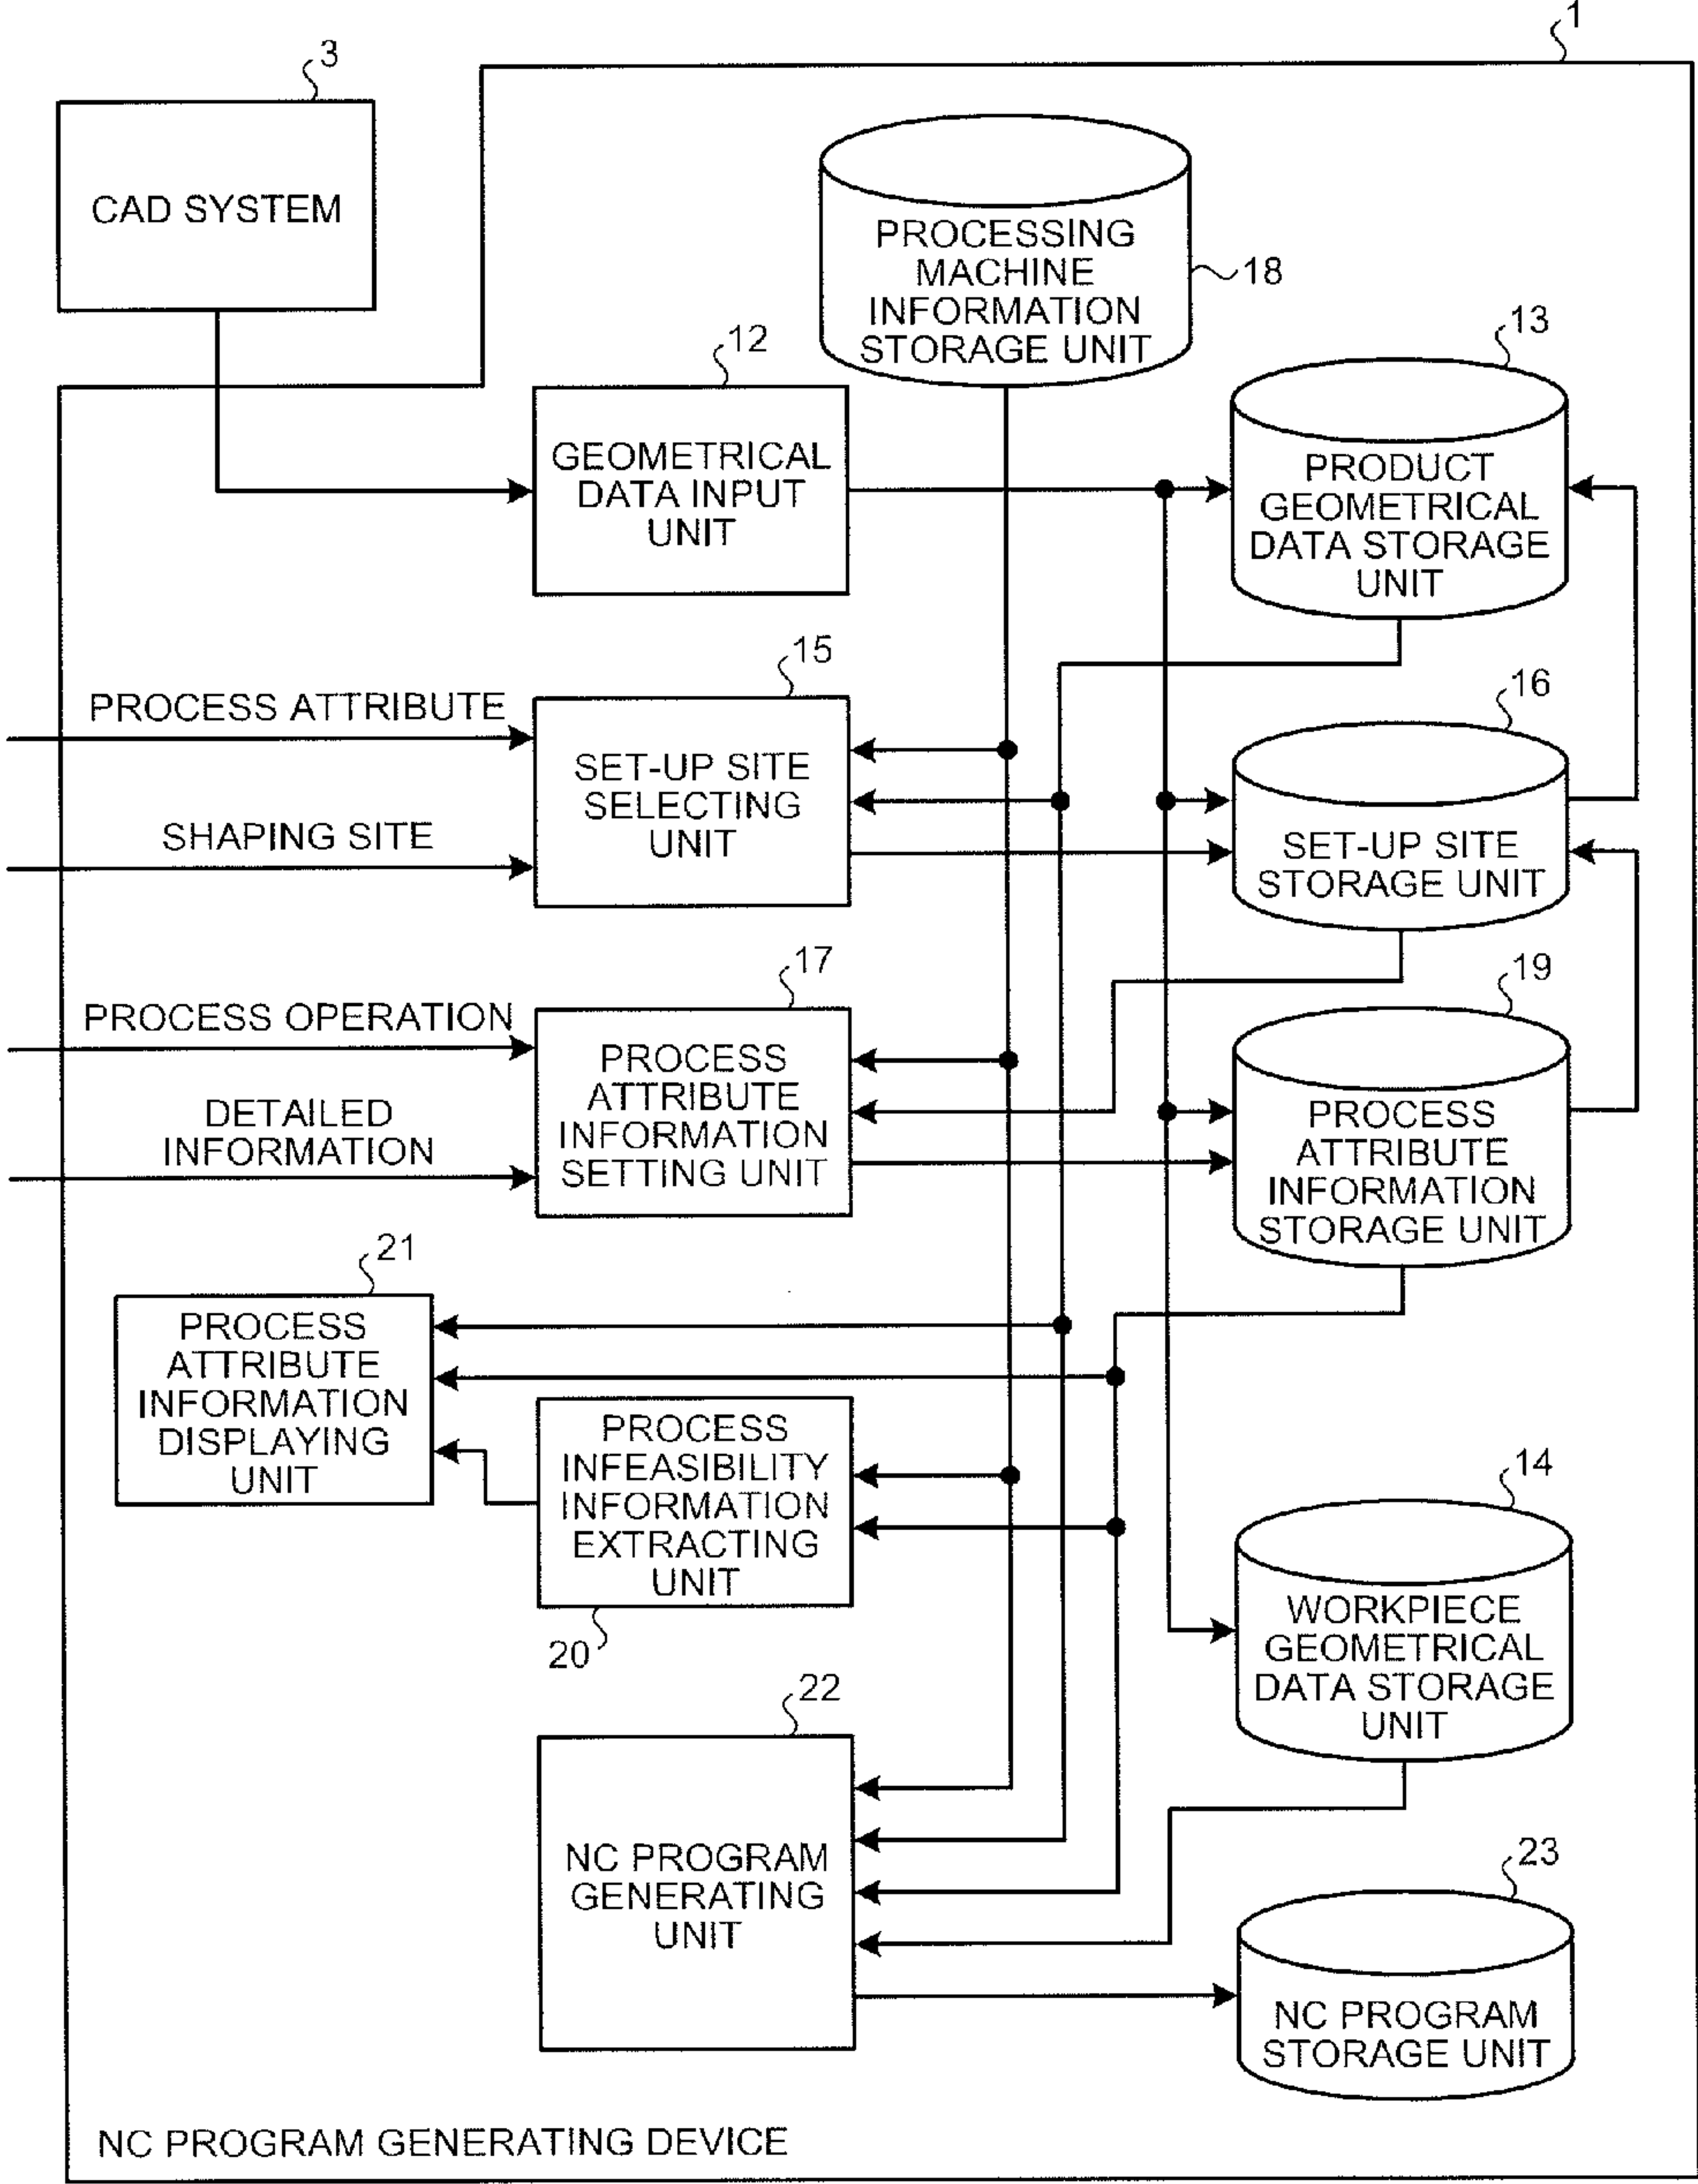 1
3
CAD SYSTEM
PROCESSING
MACHINE
INFORMATION
STORAGE UNIT
18
12
GEOMETRICAL
DATA INPUT
UNIT
13
PRODUCT
GEOMETRICAL
DATA STORAGE
UNIT
PROCESS ATTRIBUTE
SHAPING SITE
15
SET-UP SITE
SELECTING
UNIT
16
SET-UP SITE
STORAGE UNIT
PROCESS OPERATION
DETAILED
INFORMATION
17
PROCESS
ATTRIBUTE
INFORMATION
SETTING UNIT
19
PROCESS
ATTRIBUTE
INFORMATION
STORAGE UNIT
21
PROCESS
ATTRIBUTE
INFORMATION
DISPLAYING
UNIT
PROCESS
INFEASIBILITY
INFORMATION
EXTRACTING
UNIT
20
14
WORKPIECE
GEOMETRICAL
DATA STORAGE
UNIT
22
NC PROGRAM
GENERATING
UNIT
23
NC PROGRAM
STORAGE UNIT
NC PROGRAM GENERATING DEVICE